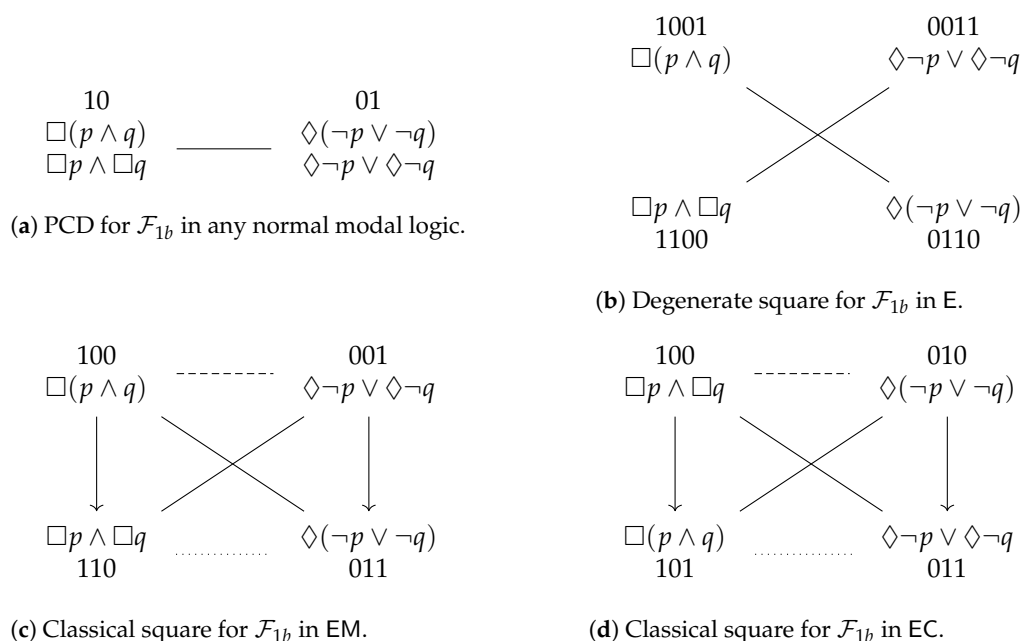 10 01
□(p ∧ q) ◊(¬p ∨ ¬q)
□p ∧ □q ◊¬p ∨ ◊¬q
(a) PCD for F1b in any normal modal logic.
1001 0011
□(p ∧ q) ◊¬p ∨ ◊¬q
□p ∧ □q ◊(¬p ∨ ¬q)
1100 0110
(b) Degenerate square for F1b in E.
100 001
□(p ∧ q) ◊¬p ∨ ◊¬q
□p ∧ □q ◊(¬p ∨ ¬q)
110 011
(c) Classical square for F1b in EM.
100 010
□p ∧ □q ◊(¬p ∨ ¬q)
□(p ∧ q) ◊¬p ∨ ◊¬q
101 011
(d) Classical square for F1b in EC.